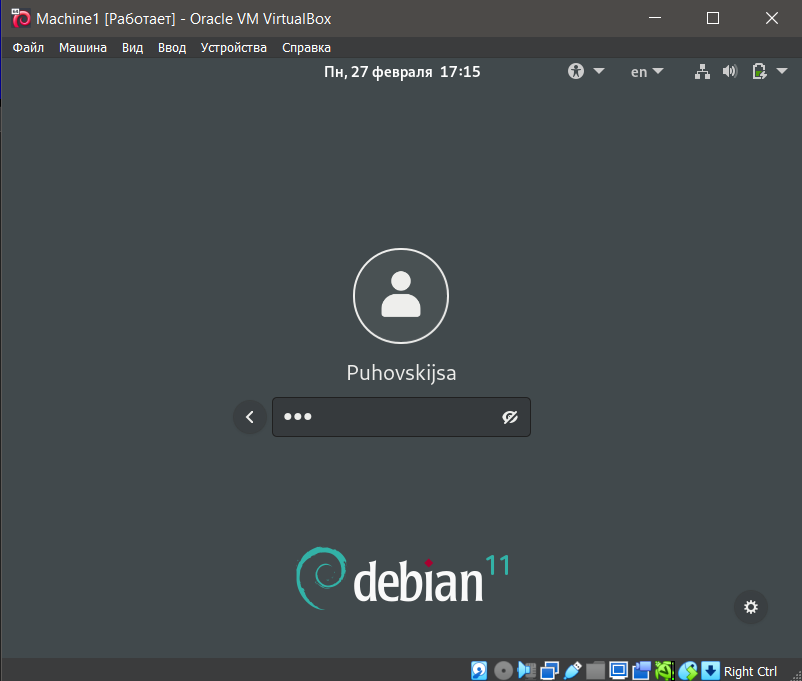 Machine1 [Работает] - Oracle VM VirtualBox
Файл Машина Вид Ввод Устройства Справка
Пн, 27 февраля 17:15 en
Puhovskijsa
debian 11
Right Ctrl